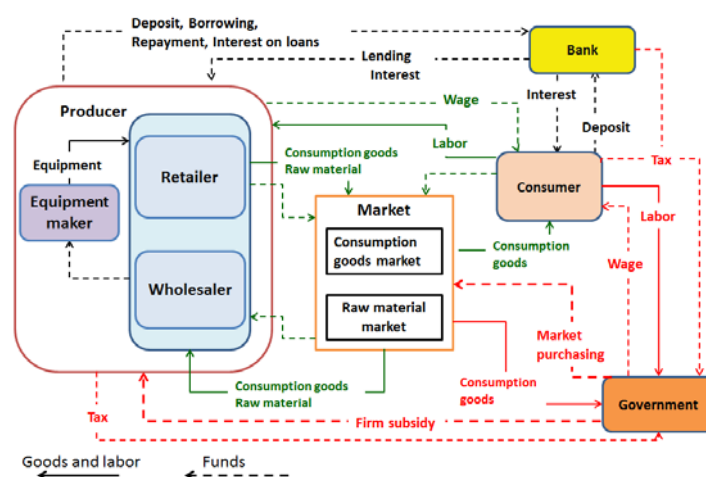 Deposit, Borrowing,
Repayment, Interest on loans
Bank
Lending
Interest
Producer
Wage
Interest
Deposit
Labor
Equipment
Retailer
Consumption goods
Raw material
Tax
Consumer
Equipment
maker
Market
Labor
Consumption
goods market
Consumption
goods
Wage
Wholesaler
Raw material
market
Market
purchasing
Consumption goods
Raw material
Consumption
goods
Government
Tax
Firm subsidy
Goods and labor
Funds